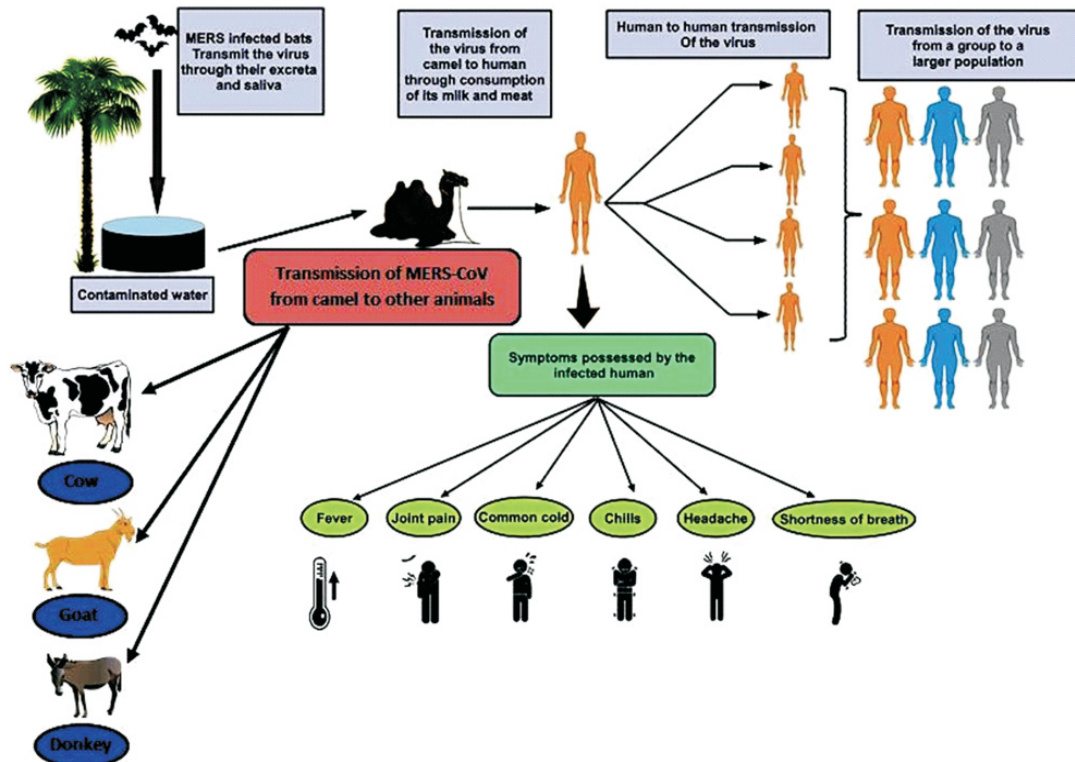 MERS infected bats
Transmit the virus
through their excreta
and saliva
Transmission of
the virus from
camel to human
through consumption
of its milk and meat
Human to human transmission
Of the virus
Transmission of the virus
from a group to a
larger population
Contaminated water
Transmission of MERS-CoV
from camel to other animals
Symptoms possessed by the
infected human
Cow
Goat
Donkey
Fever
Joint pain
Common cold
Chills
Headache
Shortness of breath